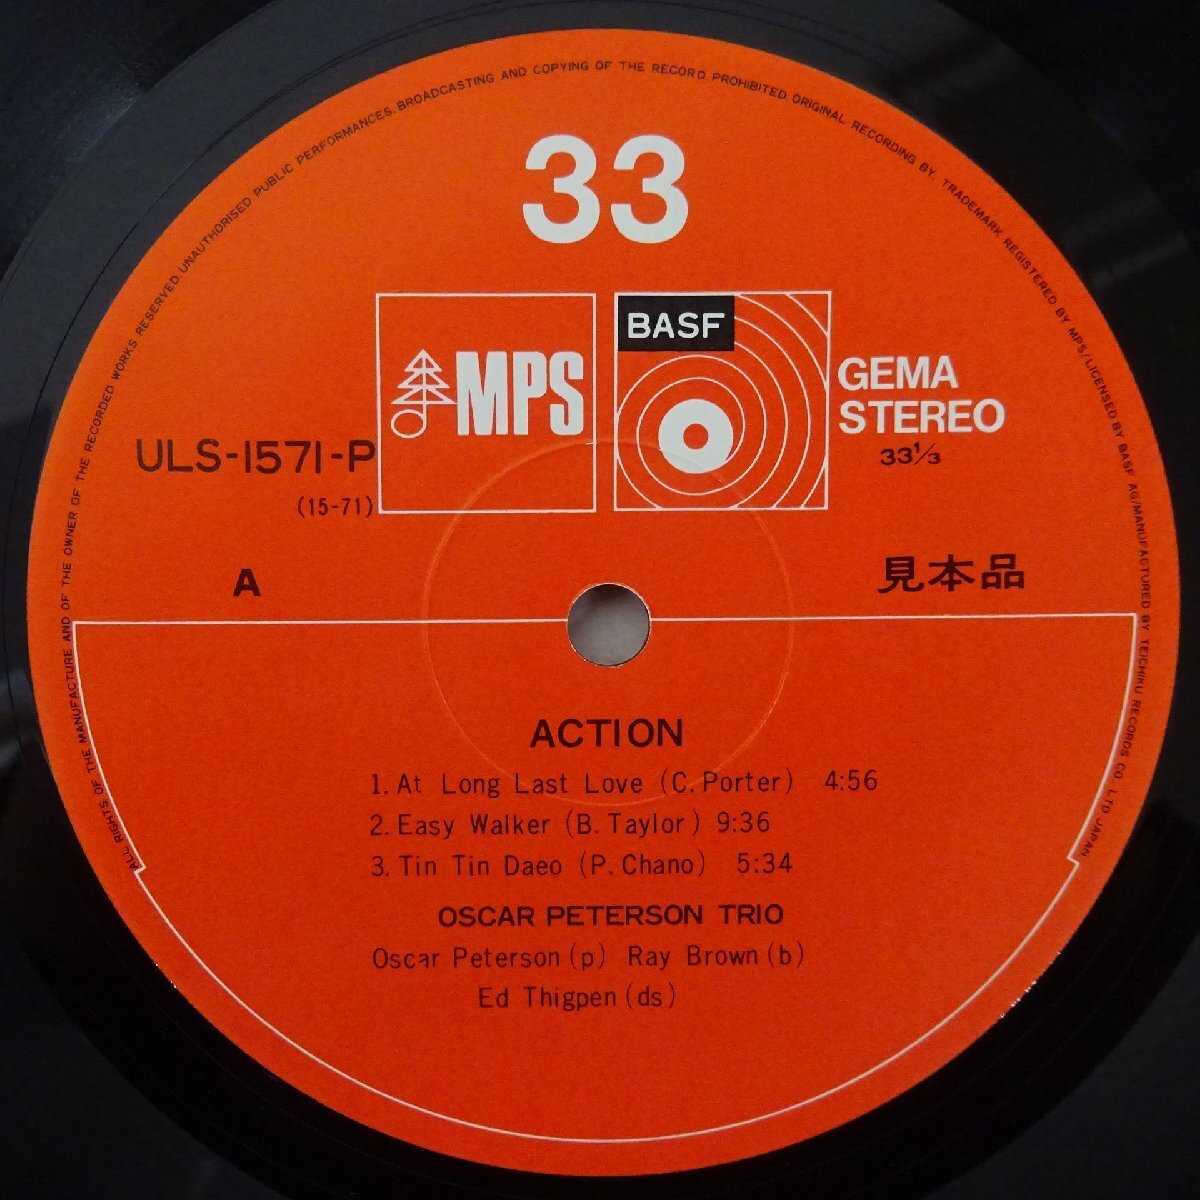 ALL RIGHTS OF THE MANUFACTURE AND OF THE OWNER OF THE RECORDED WORKS RESERVED. UNAUTHORISED PUBLIC PERFORMANCES. BROADCASTING AND COPYING OF THE RECORD PROHIBITED. ORIGINAL RECORDING BY. TRADEMARK REGISTERED BY MPS/LICENSED BY BASF AG/MANUFACTURED BY TEICHIKU RECORDS CO LTD JAPAN
33
MPS
BASF
GEMA
STEREO
33⅓
ULS-1571-P
(15-71)
A
見本品
ACTION
1. At Long Last Love (C. Porter) 4:56
2. Easy Walker (B. Taylor) 9:36
3. Tin Tin Daeo (P. Chano) 5:34
OSCAR PETERSON TRIO
Oscar Peterson (p) Ray Brown (b)
Ed Thigpen (ds)